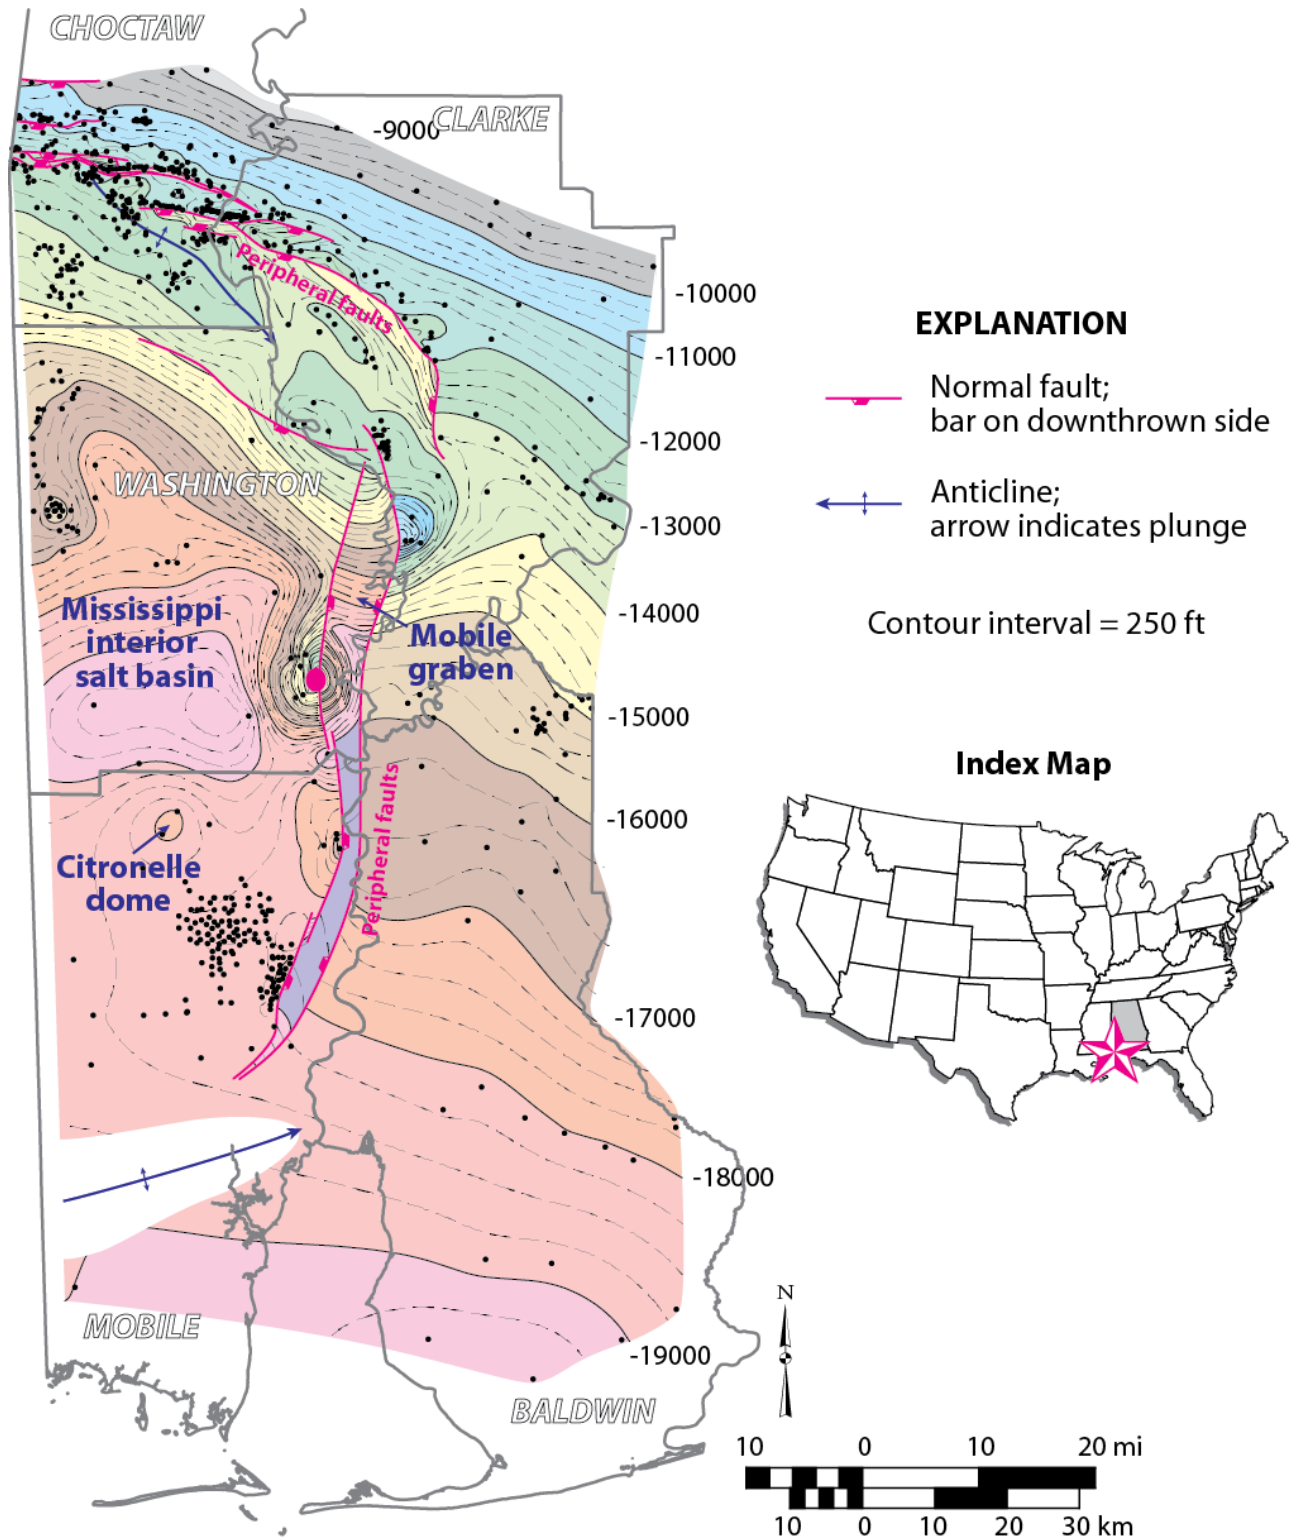 CHOCTAW
CLARKE
-9000
Peripheral faults
-10000
-11000
-12000
-13000
-14000
-15000
-16000
-17000
-18000
-19000
WASHINGTON
Mississippi
interior
salt basin
Mobile
graben
Peripheral faults
Citronelle
dome
MOBILE
BALDWIN
EXPLANATION
Normal fault;
bar on downthrown side
Anticline;
arrow indicates plunge
Contour interval = 250 ft
Index Map
N
10 0 10 20 mi
10 0 10 20 30 km